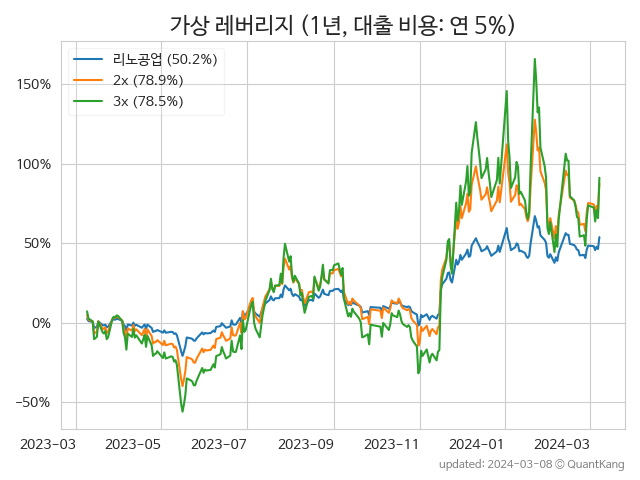 가상 레버리지 (1년, 대출 비용: 연 5%)
리노공업 (50.2%)
2x (78.9%)
3x (78.5%)
150%
100%
50%
0%
−50%
2023-03 2023-05 2023-07 2023-09 2023-11 2024-01 2024-03
updated: 2024-03-08 © QuantKang